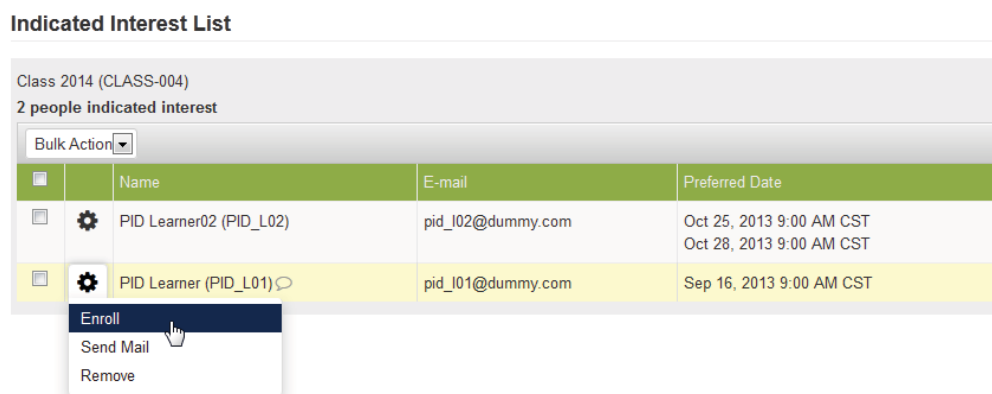 Indicated Interest List
Class 2014 (CLASS-004)
2 people indicated interest
Bulk Action
Name E-mail Preferred Date
PID Learner02 (PID_L02) pid_l02@dummy.com Oct 25, 2013 9:00 AM CST
Oct 28, 2013 9:00 AM CST
PID Learner (PID_L01) pid_l01@dummy.com Sep 16, 2013 9:00 AM CST
Enroll
Send Mail
Remove